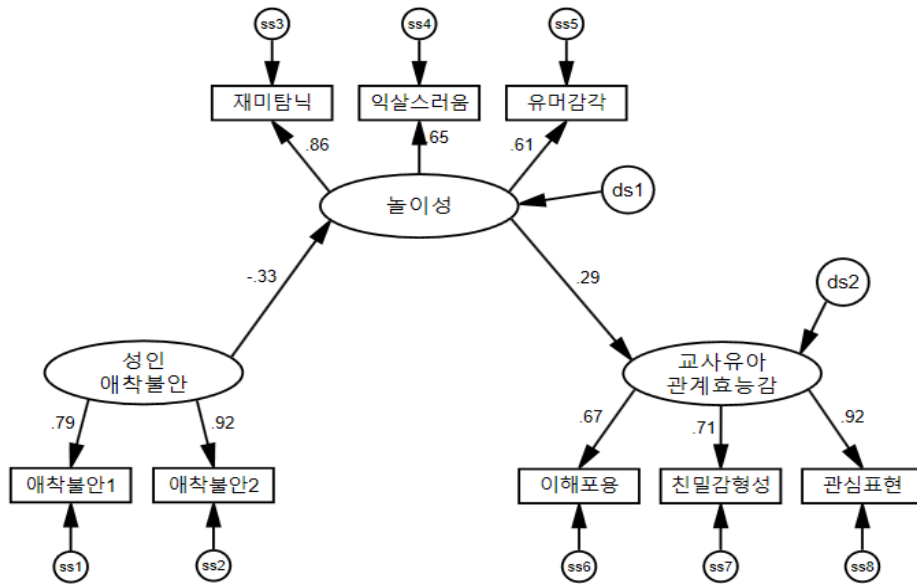 ss3
ss4
ss5
재미탐닉
익살스러움
유머감각
.86
.65
.61
놀이성
ds1
-.33
.29
ds2
성인
애착불안
교사유아
관계효능감
.79
.92
.67
.71
.92
애착불안1
애착불안2
이해포용
친밀감형성
관심표현
ss1
ss2
ss6
ss7
ss8